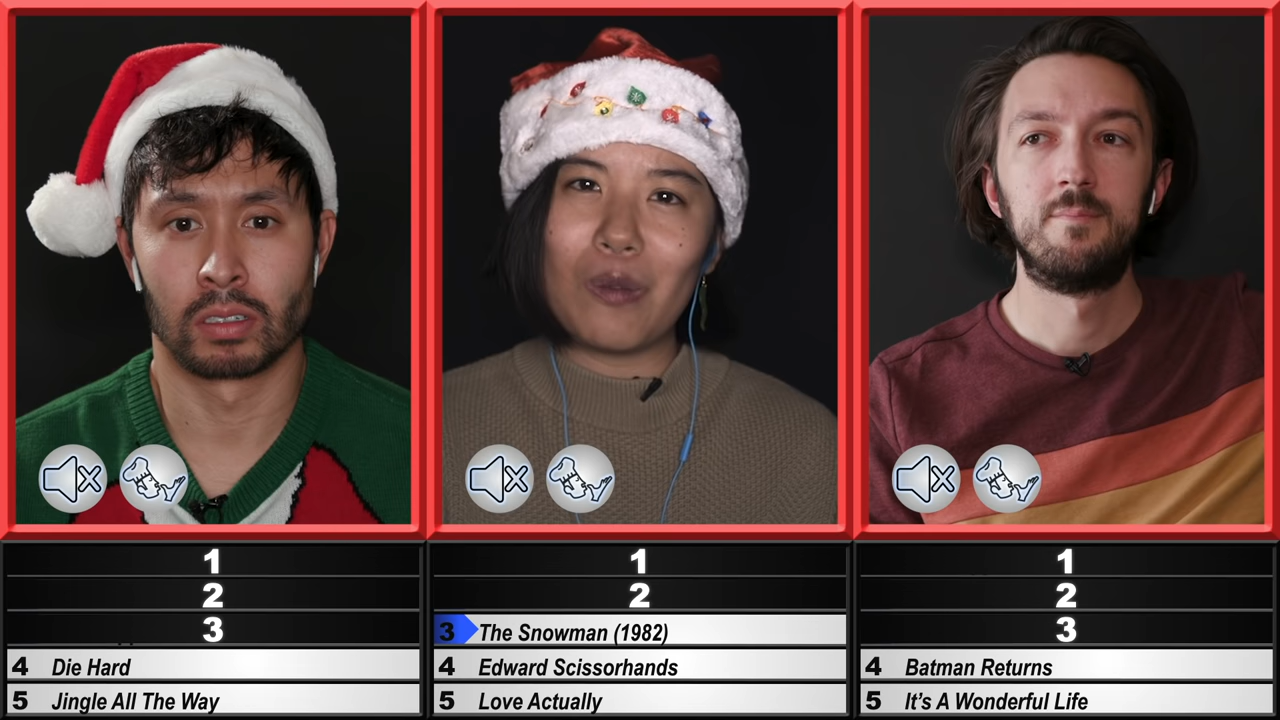 1
2
3
4 Die Hard
5 Jingle All The Way
1
2
3 The Snowman (1982)
4 Edward Scissorhands
5 Love Actually
1
2
3
4 Batman Returns
5 It's A Wonderful Life